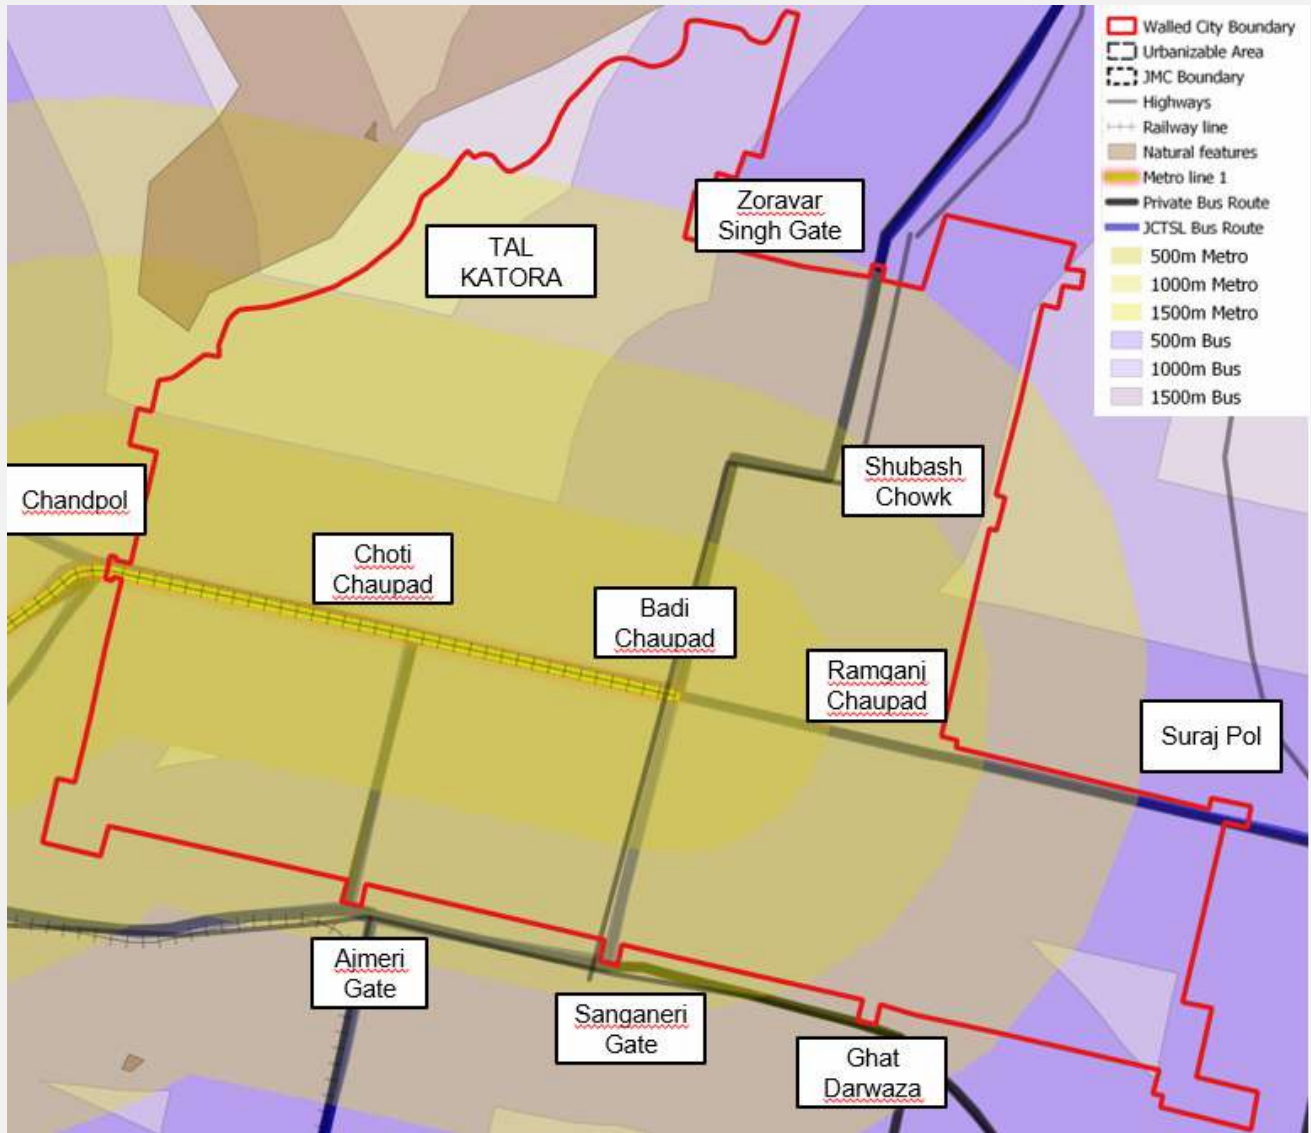 Walled City Boundary
Urbanizable Area
JMC Boundary
Highways
Railway line
Natural features
Metro line 1
Private Bus Route
JCTSL Bus Route
500m Metro
1000m Metro
1500m Metro
500m Bus
1000m Bus
1500m Bus
Zoravar
Singh Gate
TAL
KATORA
Shubash
Chowk
Chandpol
Choti
Chaupad
Badi
Chaupad
Ramganj
Chaupad
Suraj Pol
Ajmeri
Gate
Sanganeri
Gate
Ghat
Darwaza